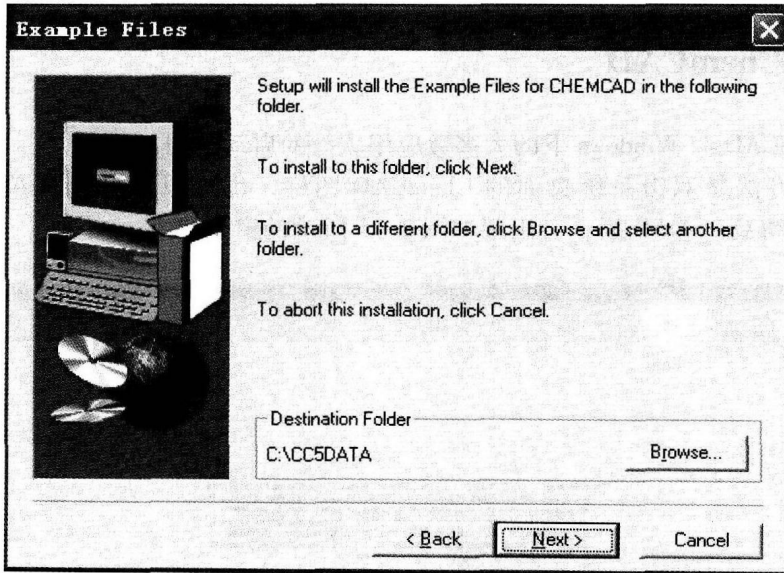 Example Files
Setup will install the Example Files for CHEMCAD in the following
folder.
To install to this folder, click Next.
To install to a different folder, click Browse and select another
folder.
To abort this installation, click Cancel.
Destination Folder
C:\CC5DATA
Browse...
< Back
Next >
Cancel